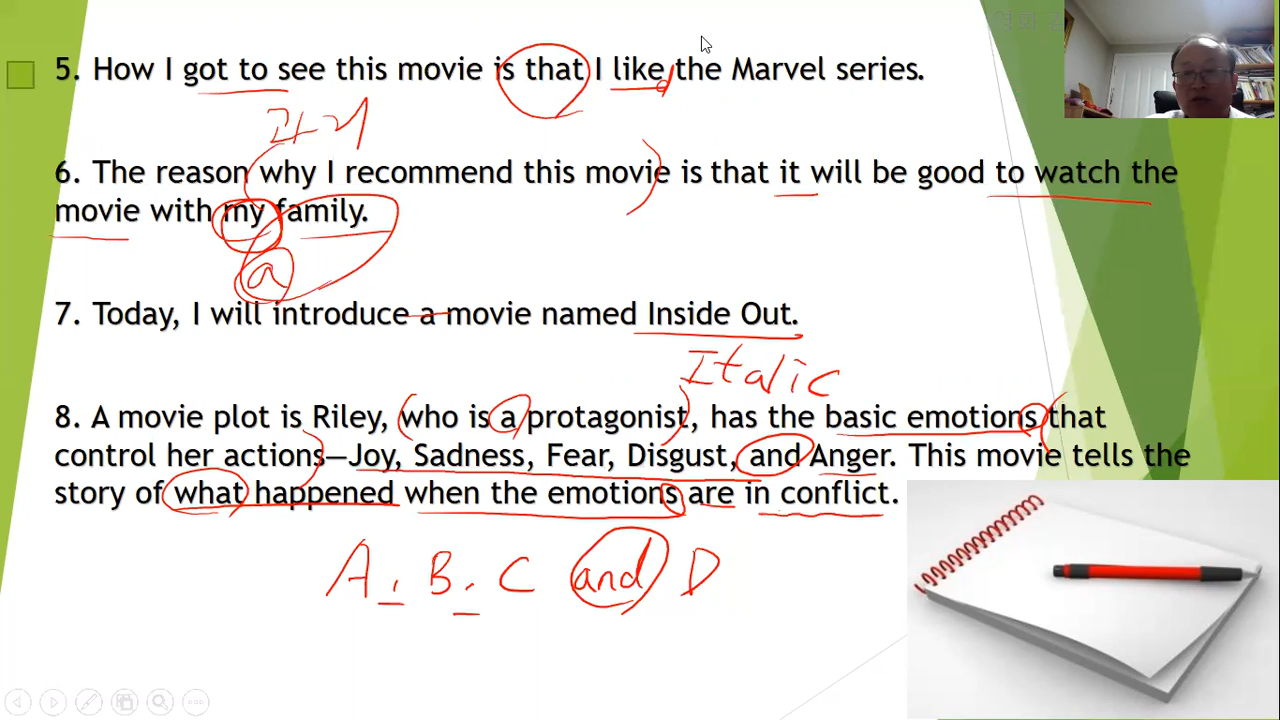 5. How I got to see this movie is that I liked the Marvel series.
과거
6. The reason why I recommend this movie is that it will be good to watch the
movie with my family.
a
7. Today, I will introduce a movie named Inside Out.
Italic
8. A movie plot is Riley, who is a protagonist, has the basic emotions that
control her actions—Joy, Sadness, Fear, Disgust, and Anger. This movie tells the
story of what happened when the emotions are in conflict.
A, B, C and D